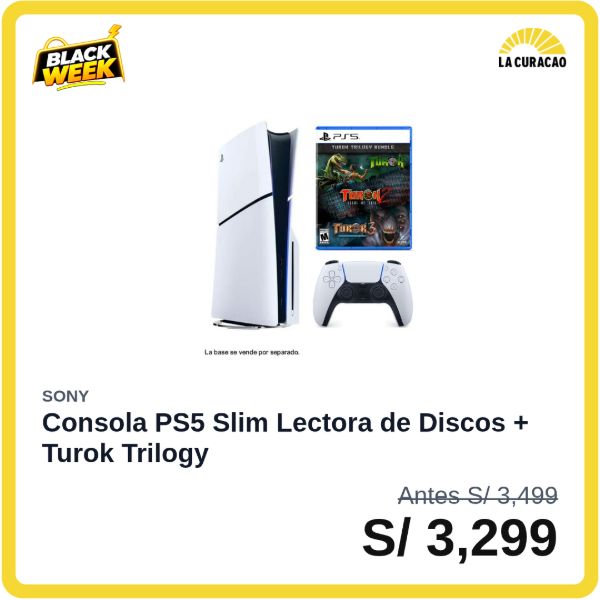 BLACK
WEEK
LA CURACAO
PS5
TUROK TRILOGY BUNDLE
TUROK
TUROK 2
TUROK 3
M
La base se vende por separado.
SONY
Consola PS5 Slim Lectora de Discos +
Turok Trilogy
Antes S/ 3,499
S/ 3,299